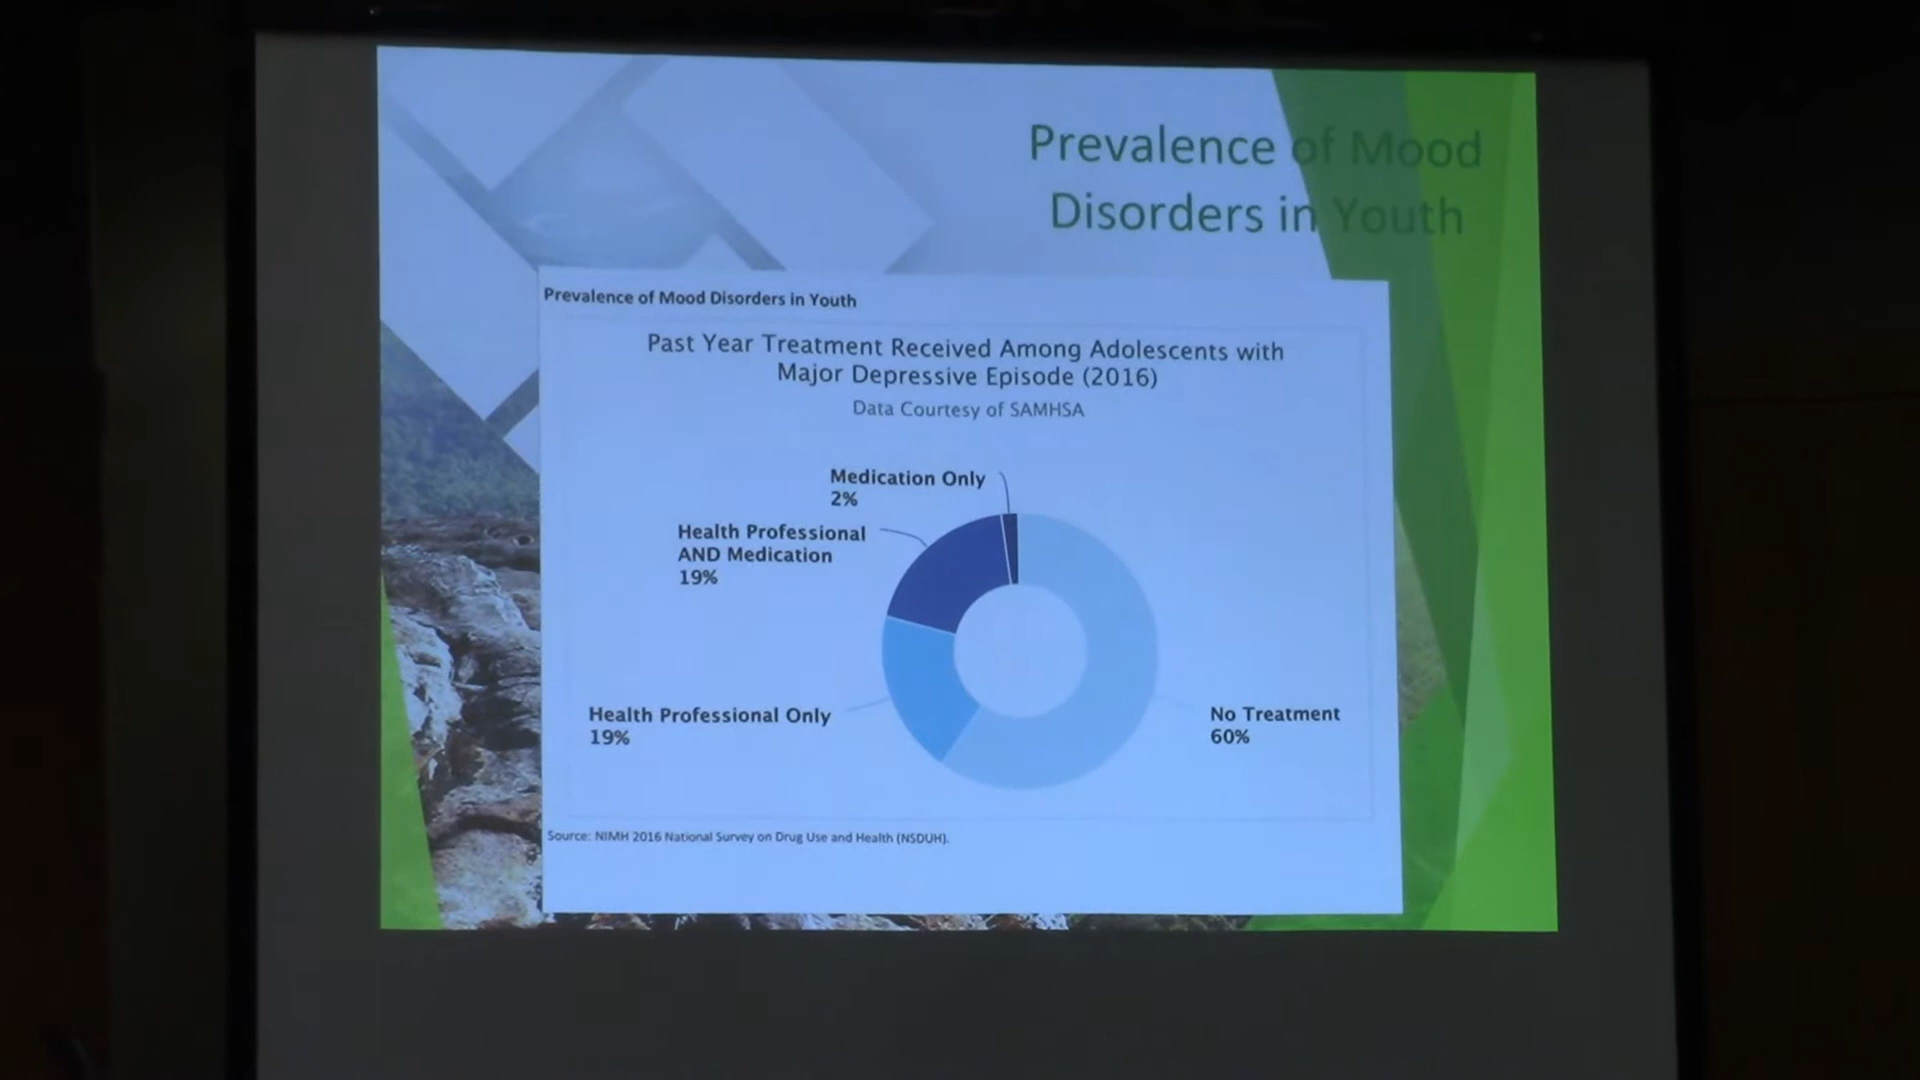 Prevalence of Mood
Disorders in Youth
Prevalence of Mood Disorders in Youth
Past Year Treatment Received Among Adolescents with
Major Depressive Episode (2016)
Data Courtesy of SAMHSA
Medication Only
2%
Health Professional
AND Medication
19%
Health Professional Only
19%
No Treatment
60%
Source: NIMH 2016 National Survey on Drug Use and Health (NSDUH).